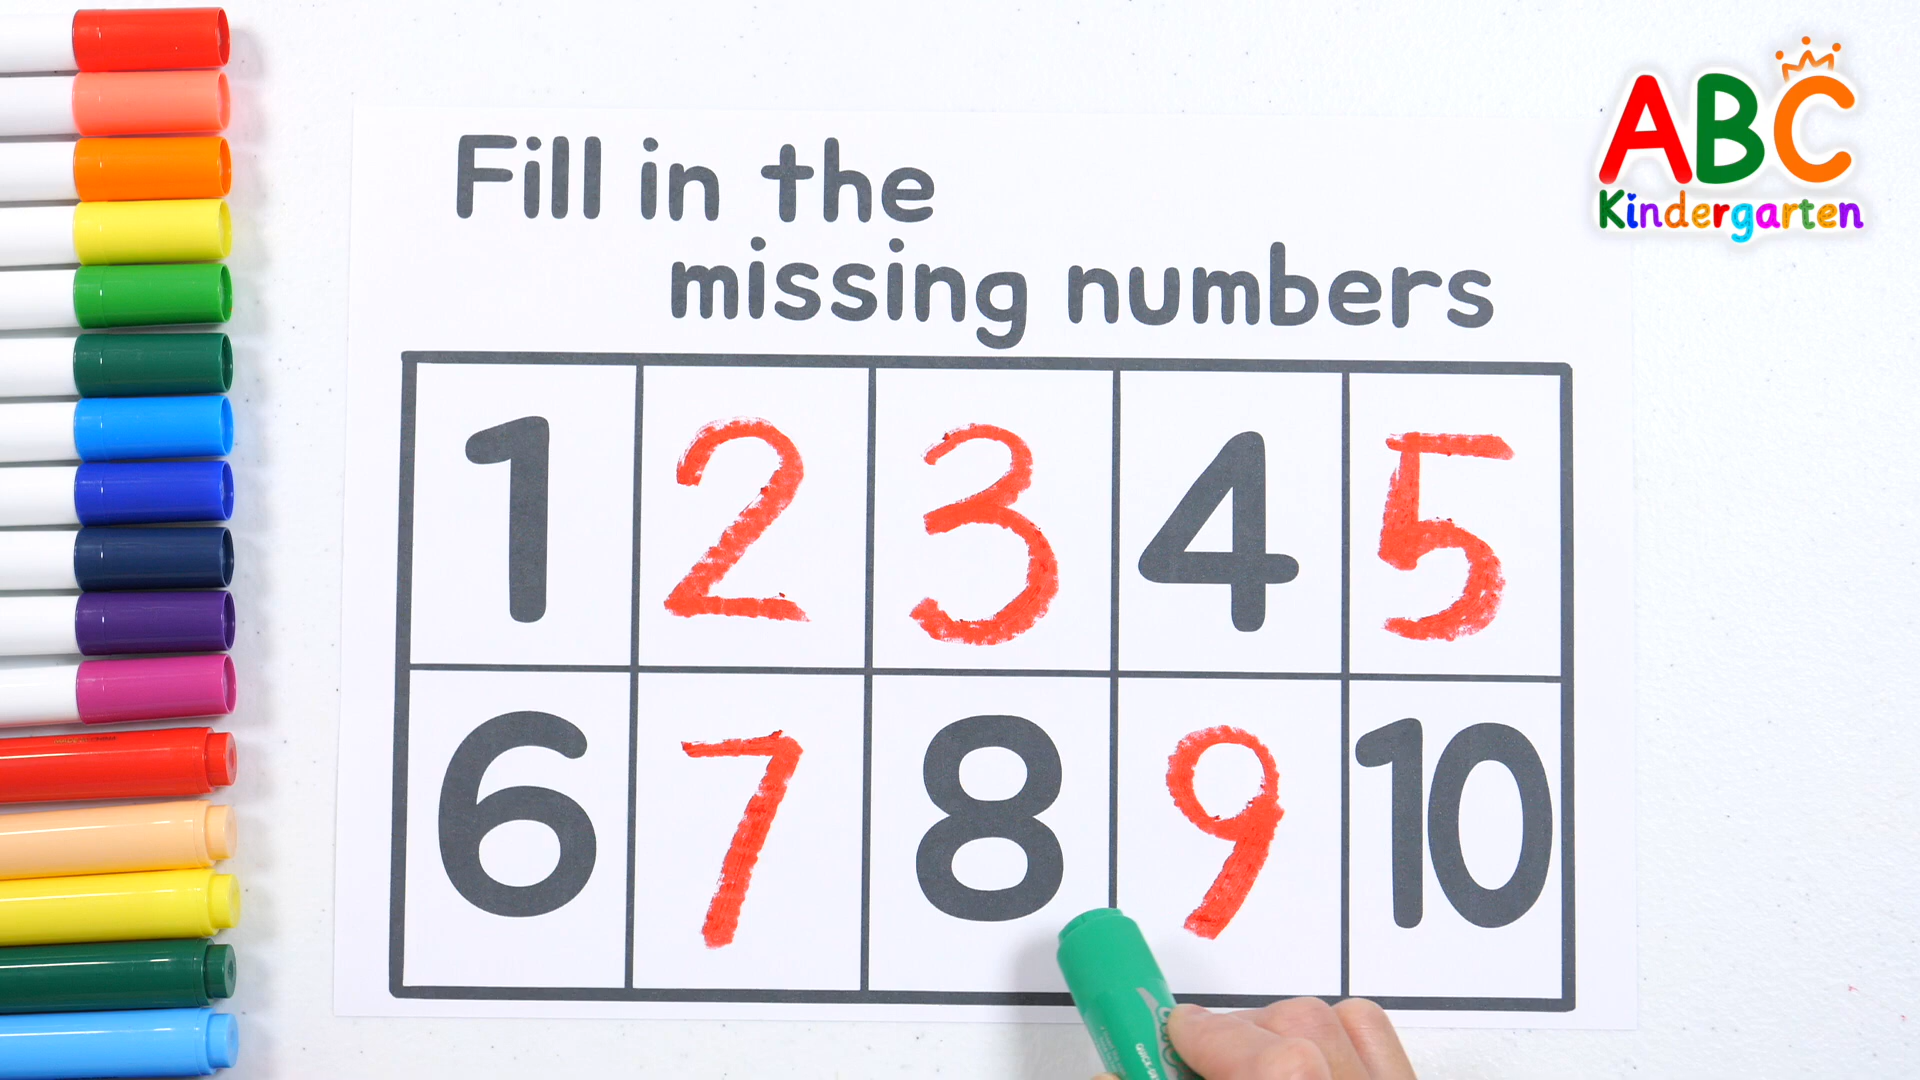 ABC
Kindergarten
Fill in the
missing numbers
1 2 3 4 5
6 7 8 9 10